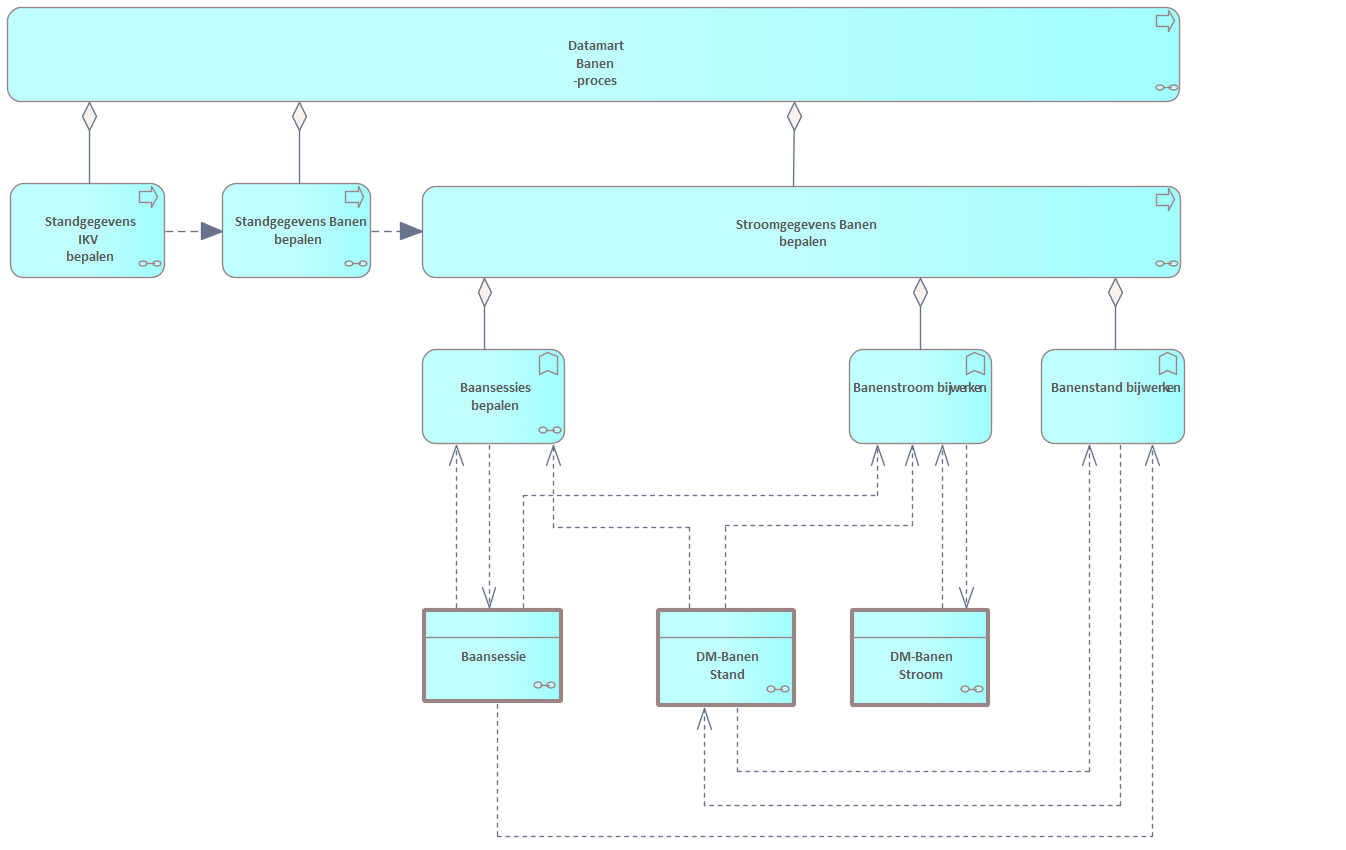 Datamart
Banen
-proces
Standgegevens
IKV
bepalen
Standgegevens Banen
bepalen
Stroomgegevens Banen
bepalen
Baansessies
bepalen
Banenstroom bijwerken
Banenstand bijwerken
Baansessie
DM-Banen
Stand
DM-Banen
Stroom